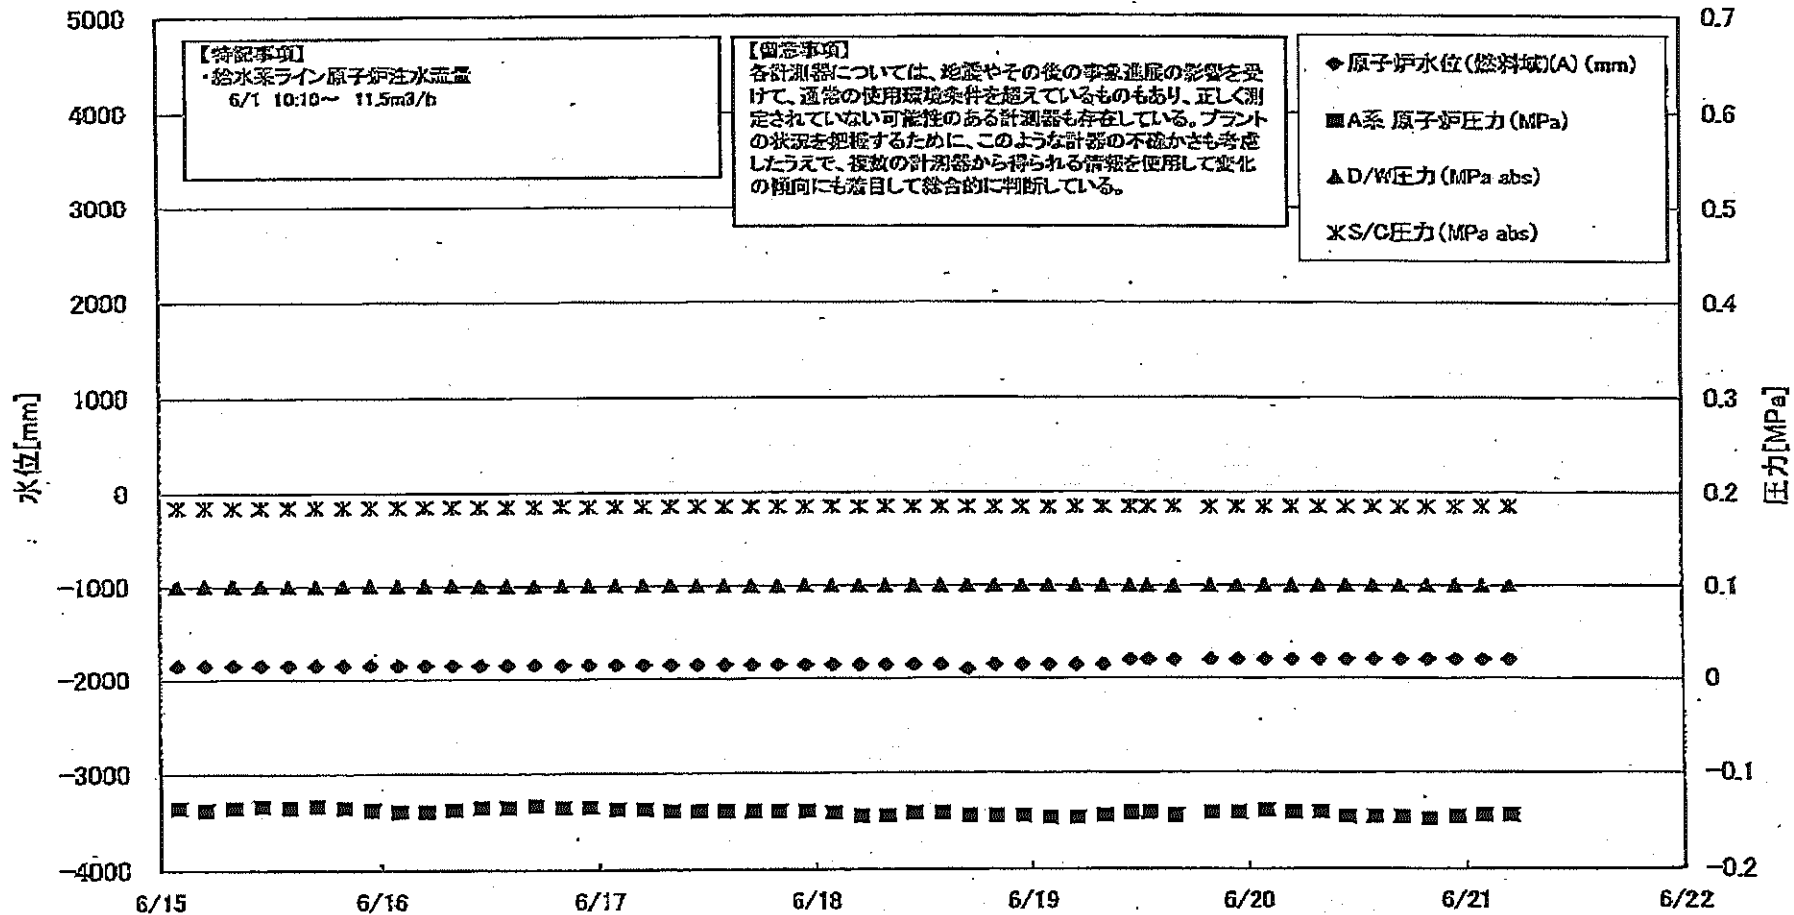 【特記事項】
・給水系ライン原子炉注水流量
6/1 10:10～ 11.5m3/h
【留意事項】
各計測器については、地震やその後の事象進展の影響を受
けて、通常の使用環境条件を超えているものもあり、正しく測
定されていない可能性のある計測器も存在している。プラント
の状況を把握するために、このような計器の不確かさも考慮
したうえで、複数の計測器から得られる情報を使用して変化
の傾向にも着目して総合的に判断している。
◆原子炉水位(燃料域)(A)(mm)
■A系 原子炉圧力(MPa)
▲D/W圧力(MPa abs)
S/C圧力(MPa abs)
水位[mm]
5000
4000
3000
2000
1000
0
-1000
-2000
-3000
-4000
0.7
0.6
0.5
0.4
0.3
0.2
0.1
0
-0.1
-0.2
圧力[MPa]
6/15 6/16 6/17 6/18 6/19 6/20 6/21 6/22